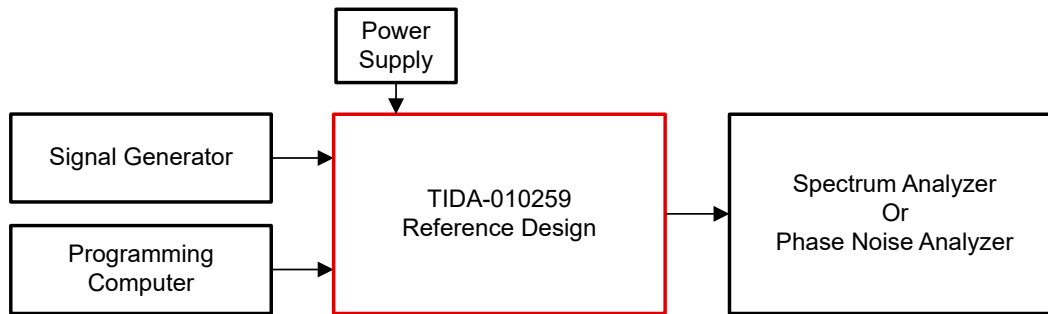 Power
Supply
Signal Generator
TIDA-010259
Reference Design
Spectrum Analyzer
Or
Phase Noise Analyzer
Programming
Computer